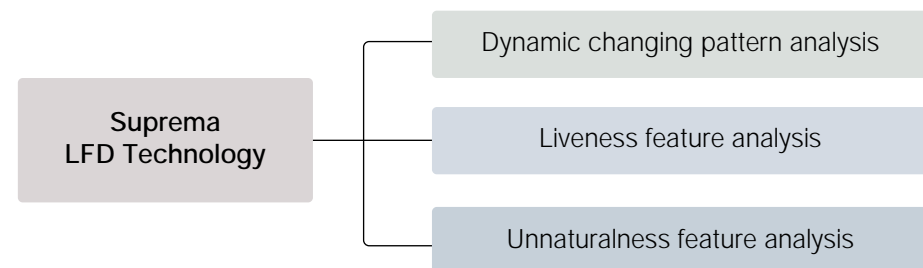 Suprema
LFD Technology
Dynamic changing pattern analysis
Liveness feature analysis
Unnaturalness feature analysis